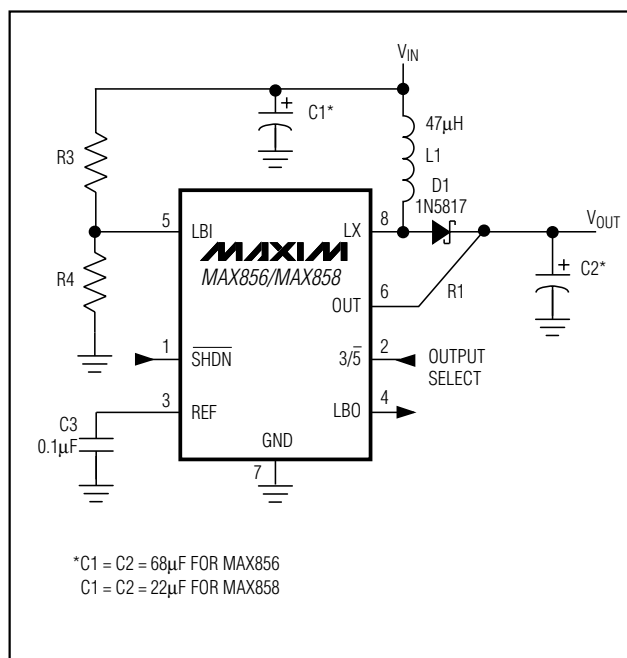 VIN
C1*
47µH
L1
R3
D1
1N5817
5
LBI
LX
8
VOUT
MAXIM
MAX856/MAX858
R4
6
OUT
R1
C2*
1
SHDN
3/5
2
OUTPUT
SELECT
3
REF
LBO
4
C3
0.1µF
GND
7
*C1 = C2 = 68µF FOR MAX856
C1 = C2 = 22µF FOR MAX858